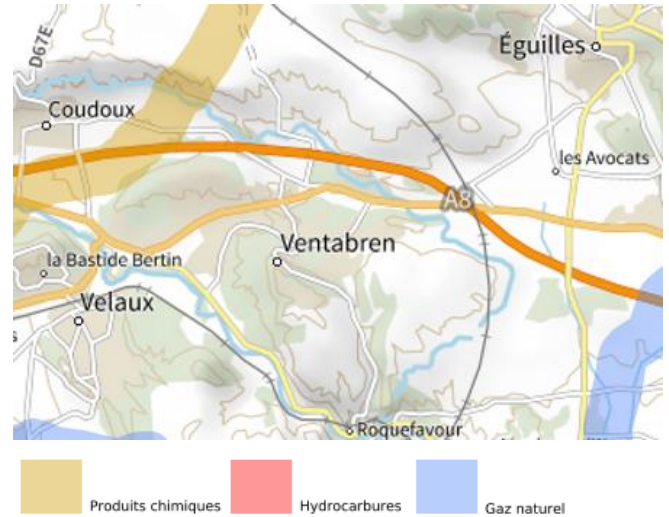 D67E
Éguilles
Coudoux
les Avocats
A8
Ventabren
la Bastide Bertin
Velaux
s
Roquefavour
Produits chimiques
Hydrocarbures
Gaz naturel